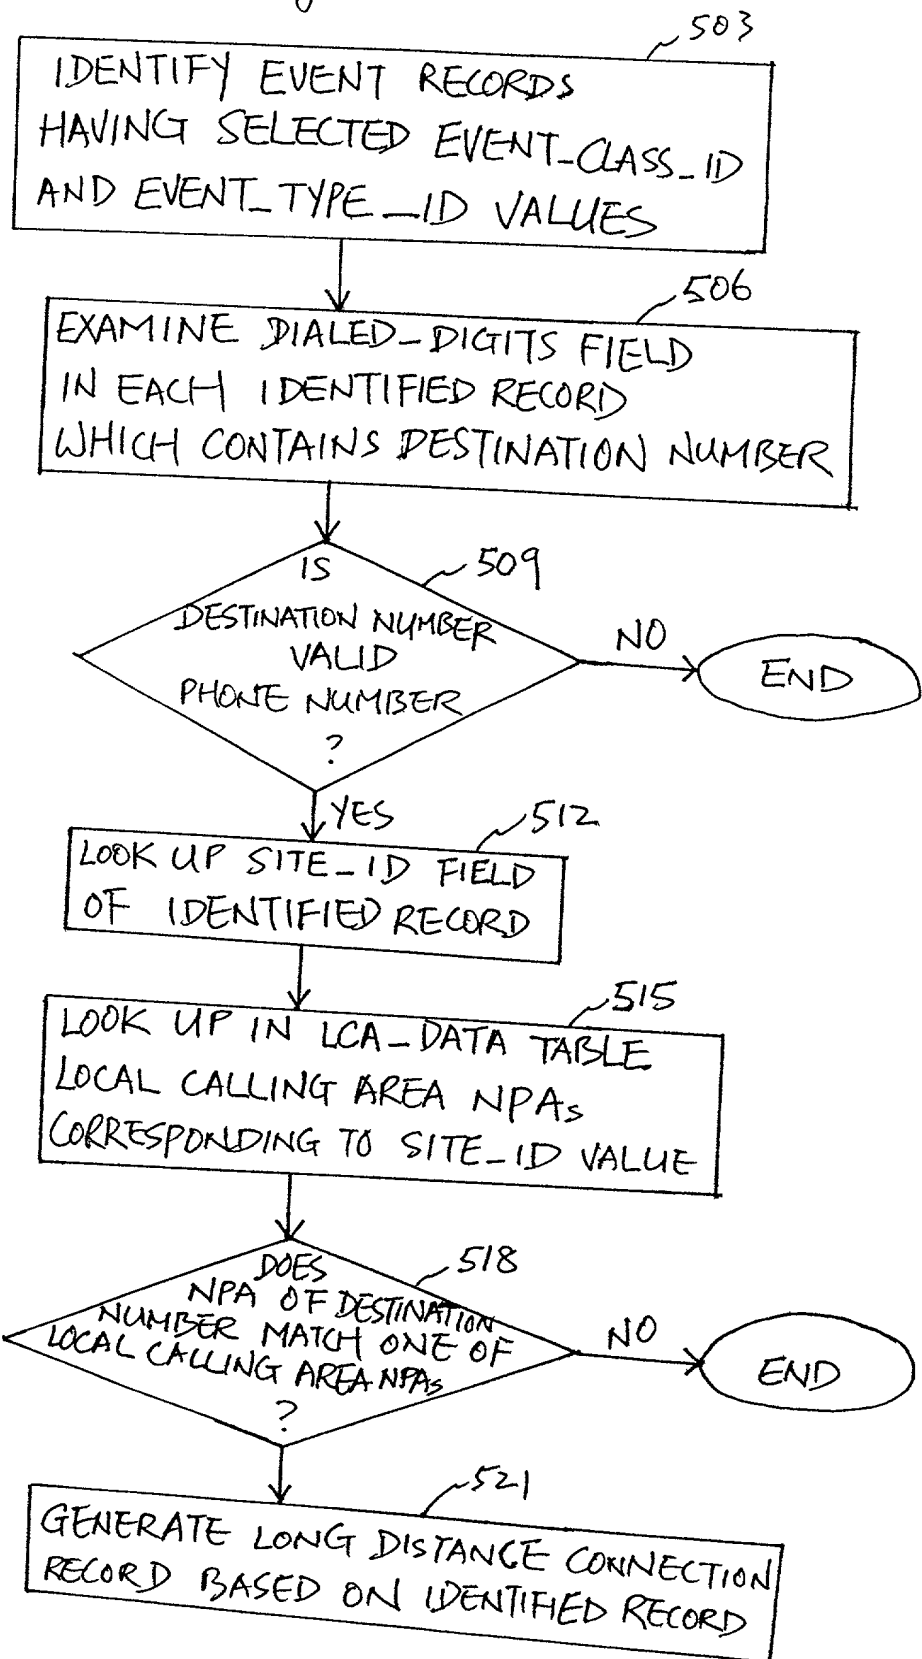 503
IDENTIFY EVENT RECORDS
HAVING SELECTED EVENT_CLASS_ID
AND EVENT_TYPE_ID VALUES
506
EXAMINE DIALED_DIGITS FIELD
IN EACH IDENTIFIED RECORD
WHICH CONTAINS DESTINATION NUMBER
509
IS
DESTINATION NUMBER
VALID
PHONE NUMBER
?
NO
END
YES
512
LOOK UP SITE_ID FIELD
OF IDENTIFIED RECORD
515
LOOK UP IN LCA_DATA TABLE
LOCAL CALLING AREA NPAs
CORRESPONDING TO SITE_ID VALUE
518
DOES
NPA OF DESTINATION
NUMBER MATCH ONE OF
LOCAL CALLING AREA NPAs
?
NO
END
521
GENERATE LONG DISTANCE CONNECTION
RECORD BASED ON IDENTIFIED RECORD